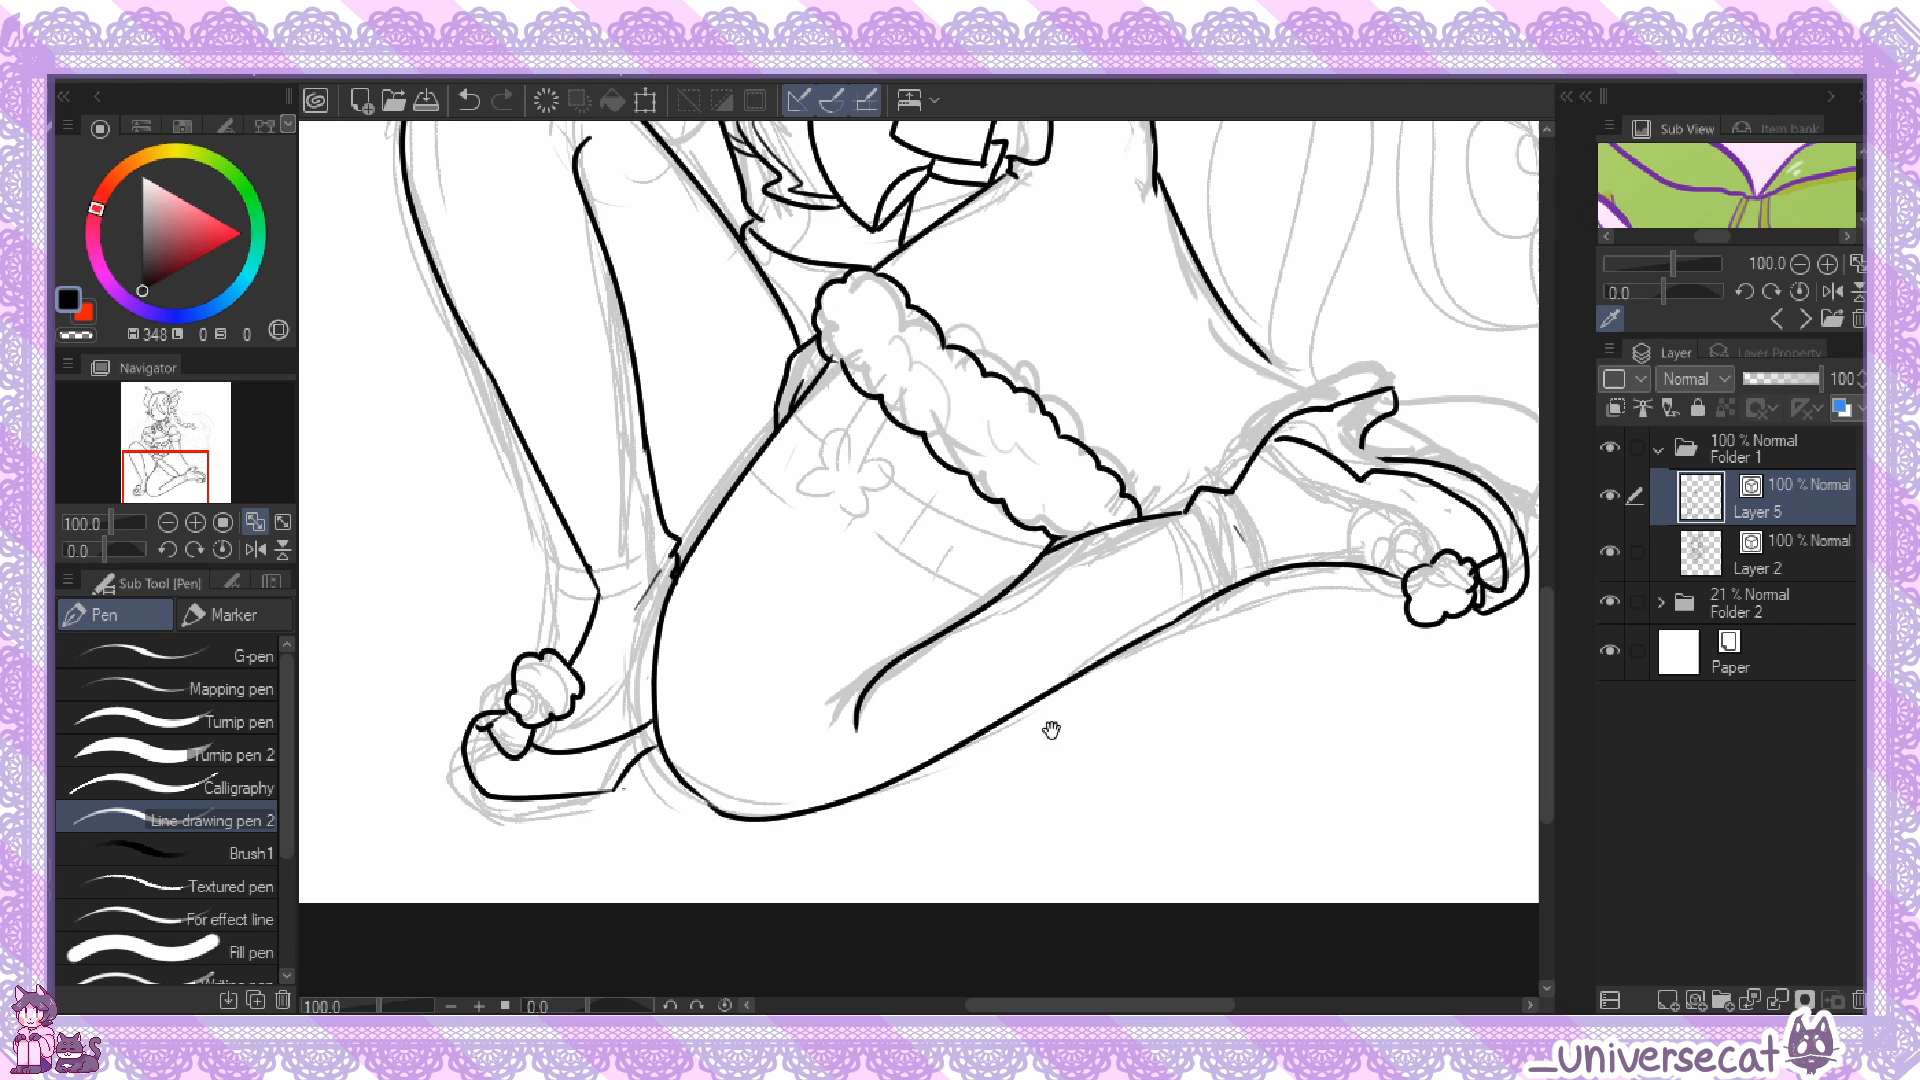 Sub View
Item bank
100.0
0.0
348 L 0 S 0
Navigator
100.0
0.0
Sub Tool [Pen]
Pen
Marker
G-pen
Mapping pen
Turnip pen
Turnip pen 2
Calligraphy
Line drawing pen 2
Brush1
Textured pen
For effect line
Fill pen
Layer
Layer Property
Normal
100
100 % Normal
Folder 1
100 % Normal
Layer 5
100 % Normal
Layer 2
21 % Normal
Folder 2
Paper
100.0
0.0
_universecat